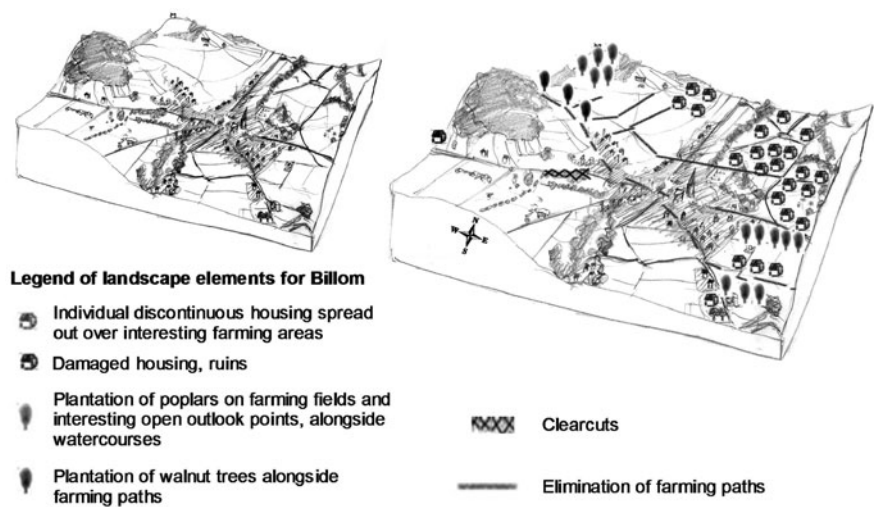 N
W
E
S
Legend of landscape elements for Billom
Individual discontinuous housing spread
out over interesting farming areas
Damaged housing, ruins
Plantation of poplars on farming fields and
interesting open outlook points, alongside
watercourses
Plantation of walnut trees alongside
farming paths
Clearcuts
Elimination of farming paths